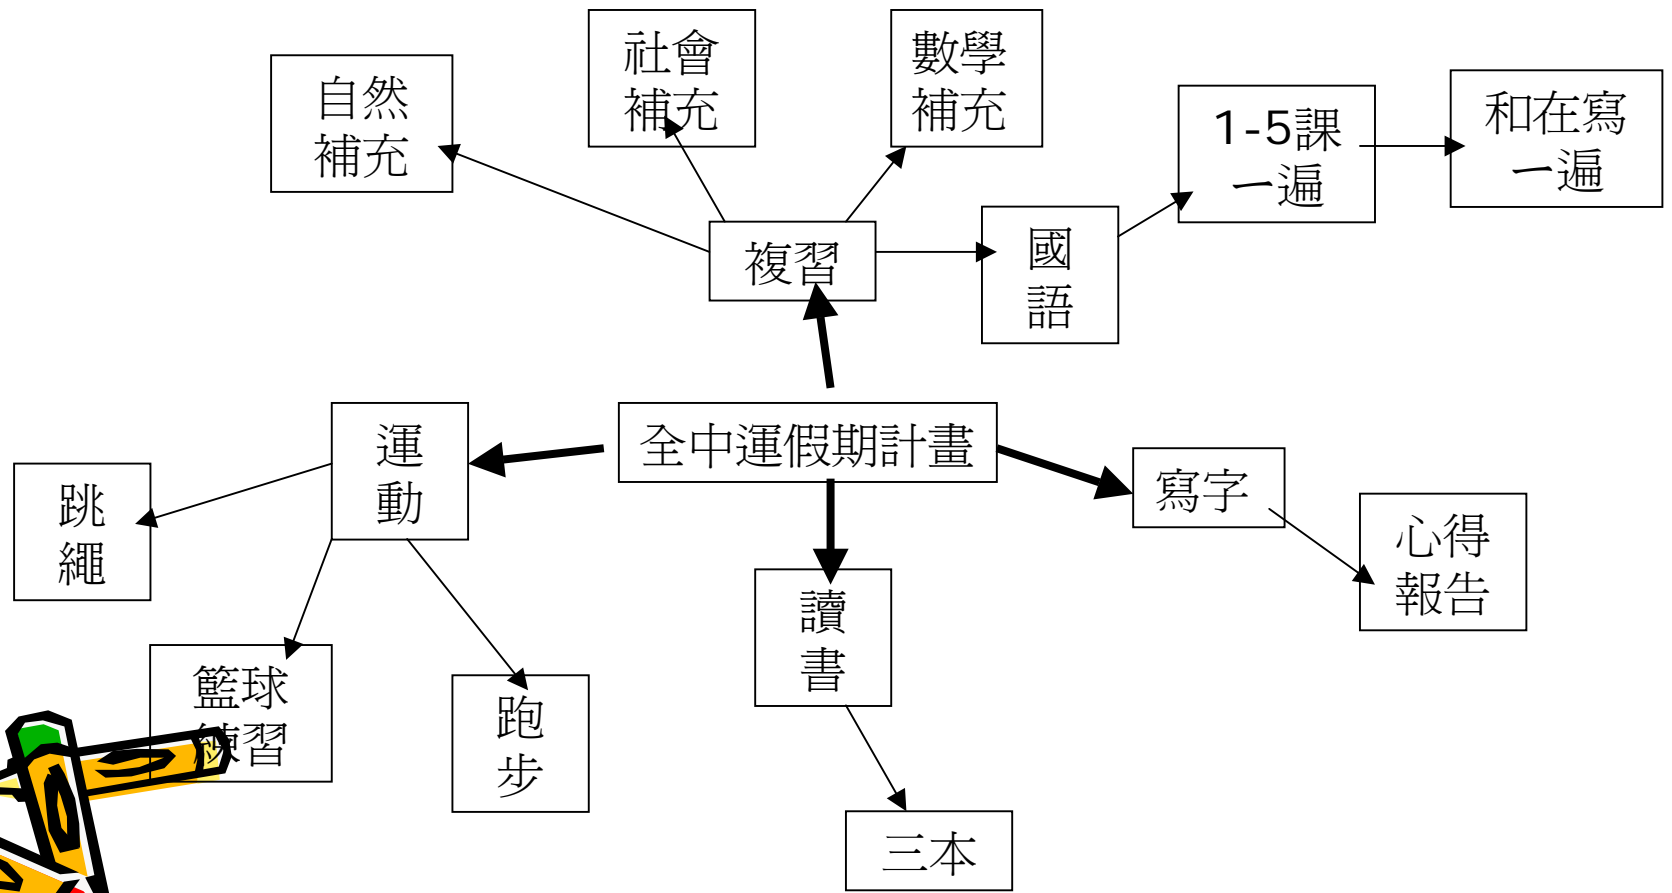 社會
補充
數學
補充
自然
補充
1-5課
一遍
和在寫
一遍
複習
國
語
全中運假期計畫
運
動
寫字
跳
繩
心得
報告
讀
書
籃球
練習
跑
步
三本